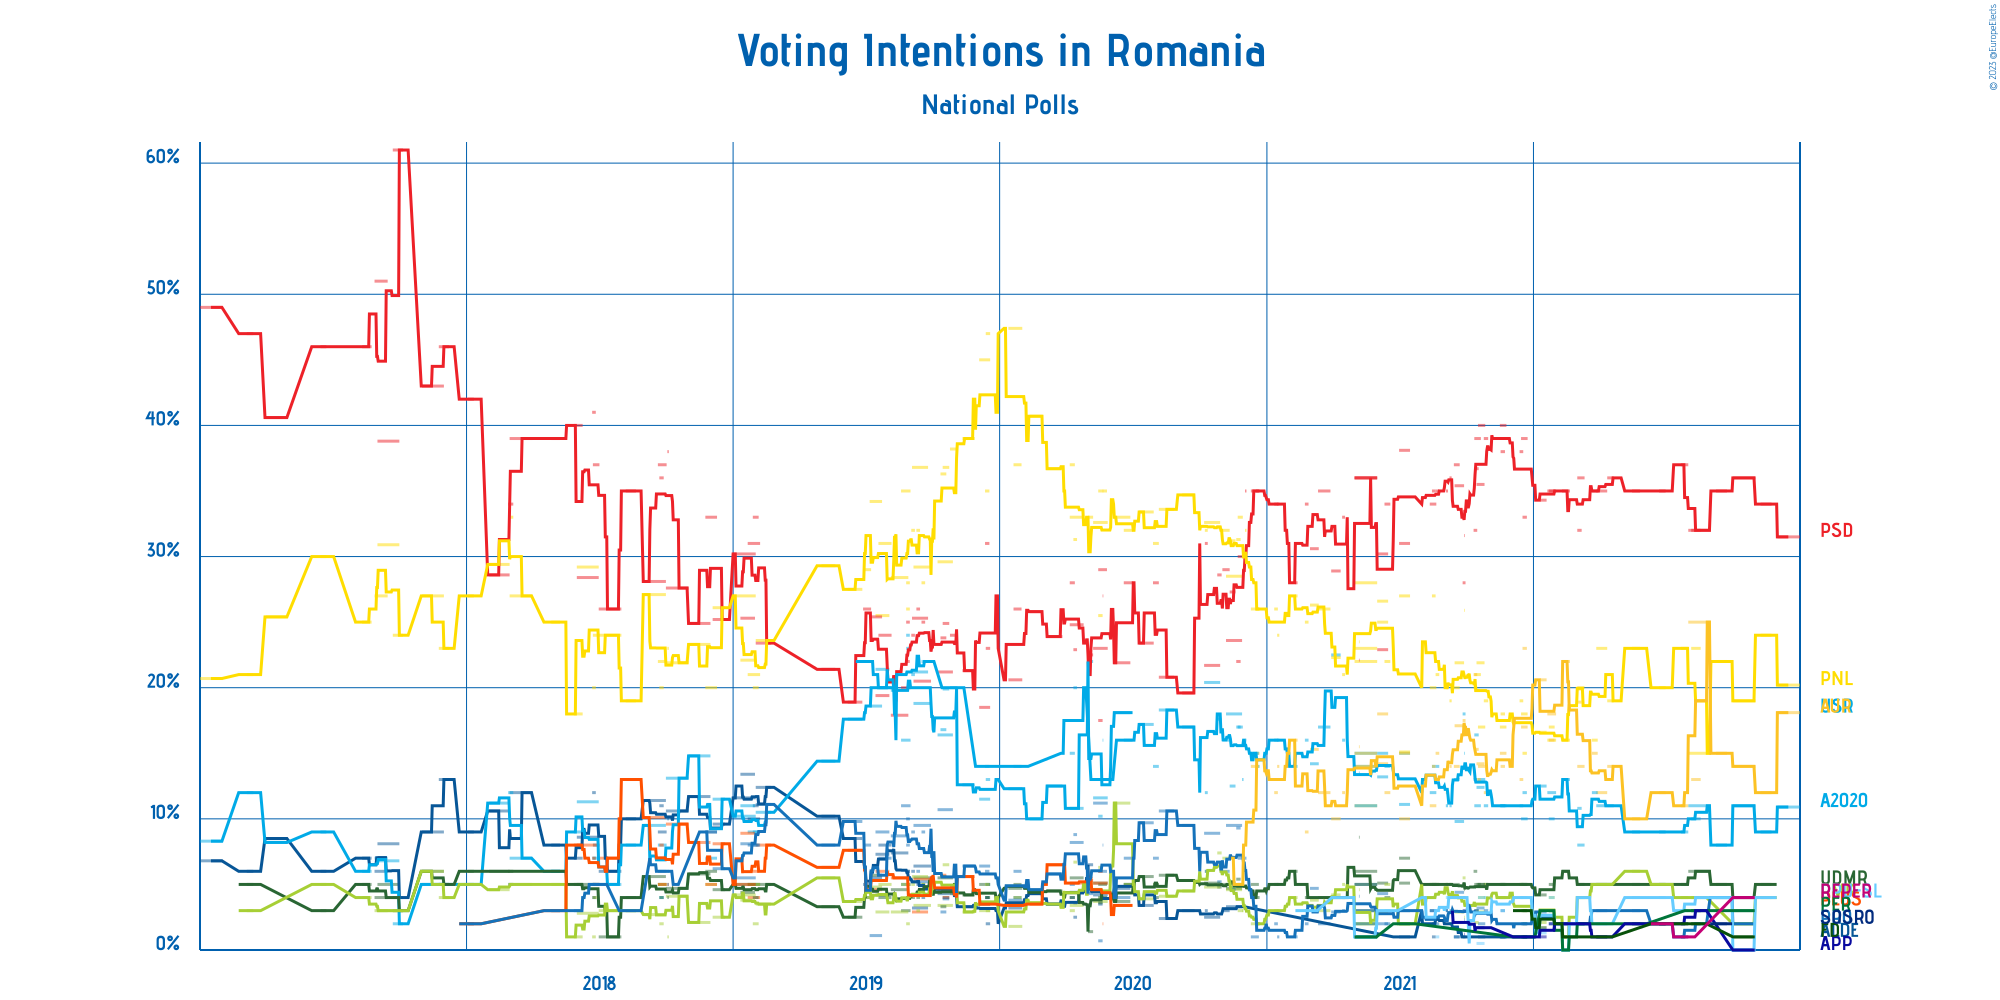 Voting Intentions in Romania
National Polls
© 2023 @EuropeElects
60%
50%
40%
30%
20%
10%
0%
2018
2019
2020
2021
PSD
PNL
A2020
UDMR
REPER
APP